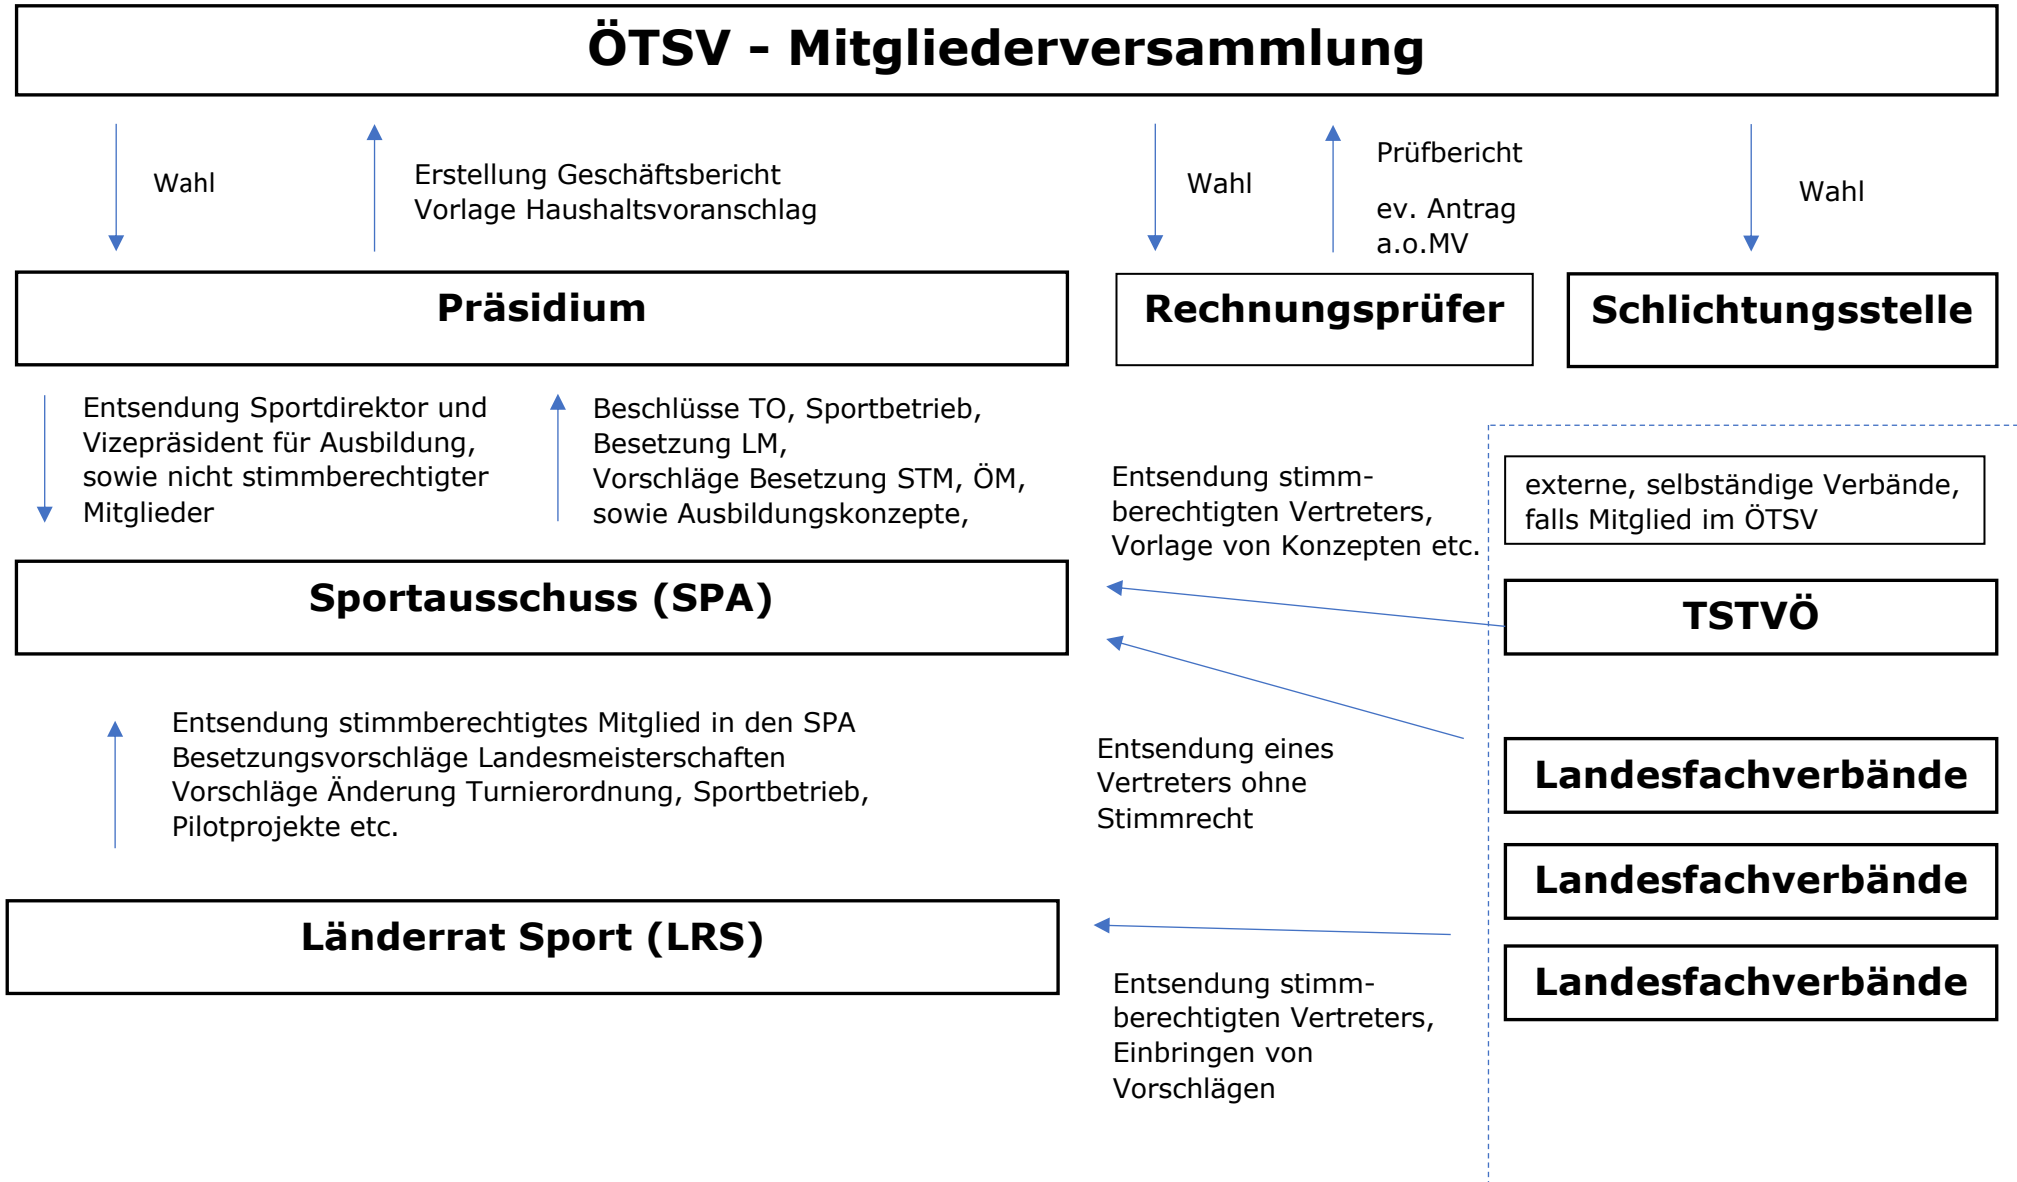 ÖTSV – Mitgliederversammlung
Wahl
Erstellung Geschäftsbericht
Vorlage Haushaltsvoranschlag
Wahl
Prüfbericht
ev. Antrag
a.o.MV
Wahl
Präsidium
Rechnungsprüfer
Schlichtungsstelle
Entsendung Sportdirektor und
Vizepräsident für Ausbildung,
sowie nicht stimmberechtigter
Mitglieder
Beschlüsse TO, Sportbetrieb,
Besetzung LM,
Vorschläge Besetzung STM, ÖM,
sowie Ausbildungskonzepte,
Entsendung stimm-
berechtigten Vertreters,
Vorlage von Konzepten etc.
externe, selbständige Verbände,
falls Mitglied im ÖTSV
Sportausschuss (SPA)
TSTVÖ
Entsendung stimmberechtigtes Mitglied in den SPA
Besetzungsvorschläge Landesmeisterschaften
Vorschläge Änderung Turnierordnung, Sportbetrieb,
Pilotprojekte etc.
Entsendung eines
Vertreters ohne
Stimmrecht
Landesfachverbände
Landesfachverbände
Länderrat Sport (LRS)
Landesfachverbände
Entsendung stimm-
berechtigten Vertreters,
Einbringen von
Vorschlägen